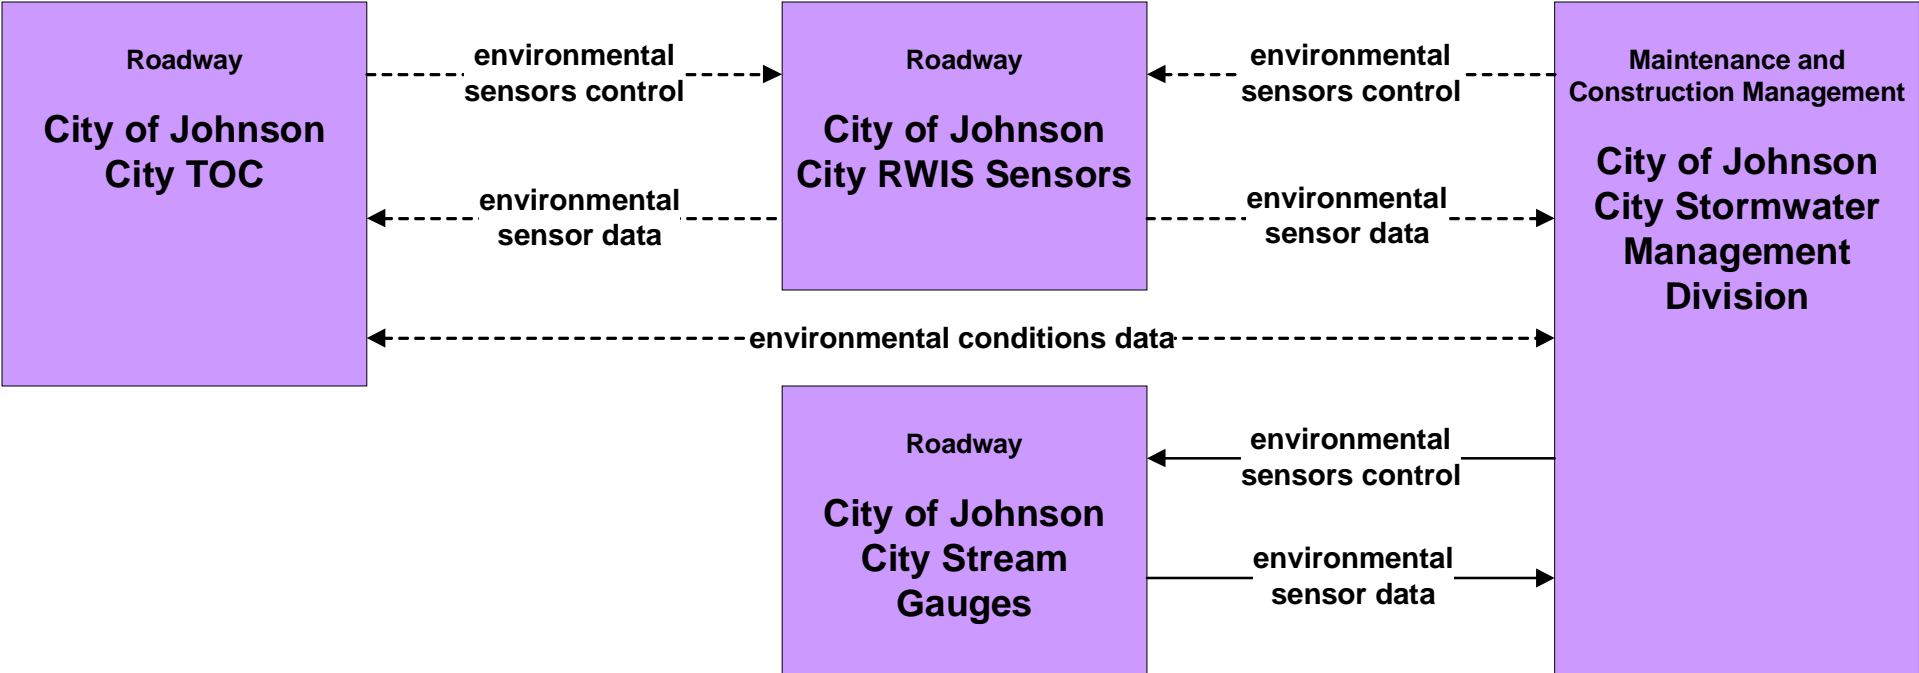 Roadway
City of Johnson
City TOC
environmental
sensors control
environmental
sensor data
Roadway
City of Johnson
City RWIS Sensors
environmental
sensors control
environmental
sensor data
Maintenance and
Construction Management
City of Johnson
City Stormwater
Management
Division
environmental conditions data
Roadway
City of Johnson
City Stream
Gauges
environmental
sensors control
environmental
sensor data